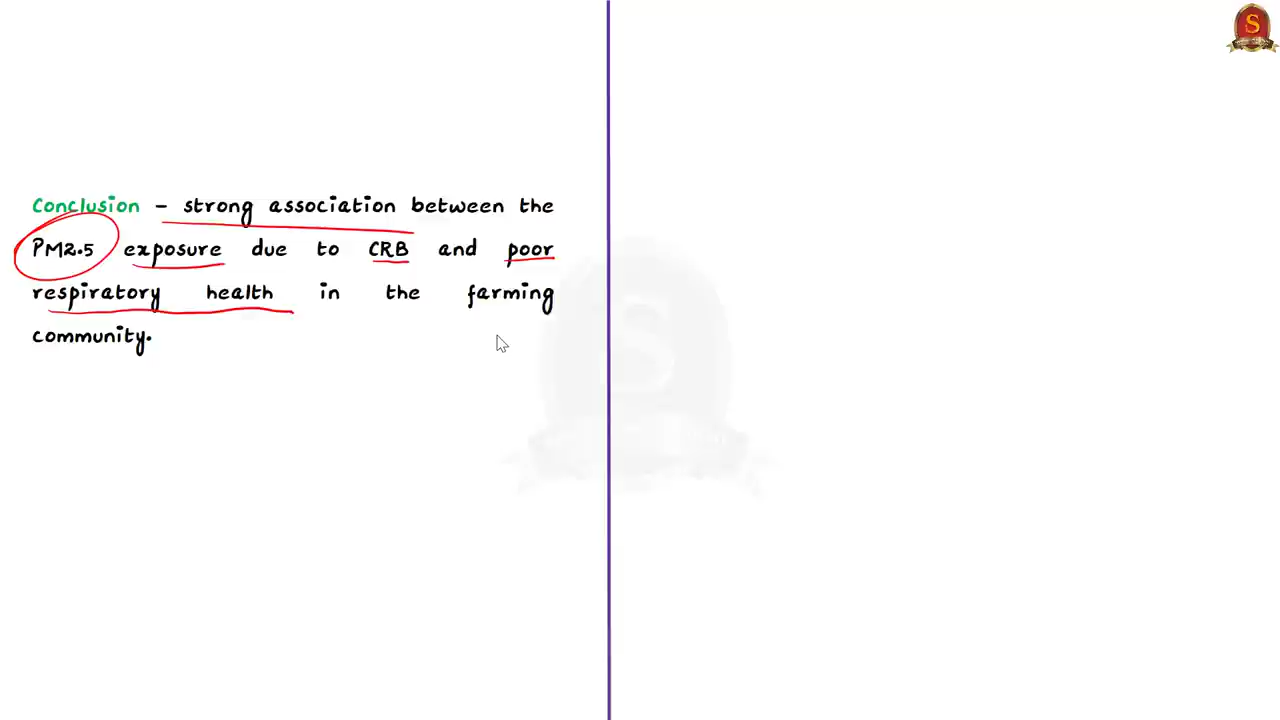 Conclusion - strong association between the
PM2.5 exposure due to CRB and poor
respiratory health in the farming
community.
S